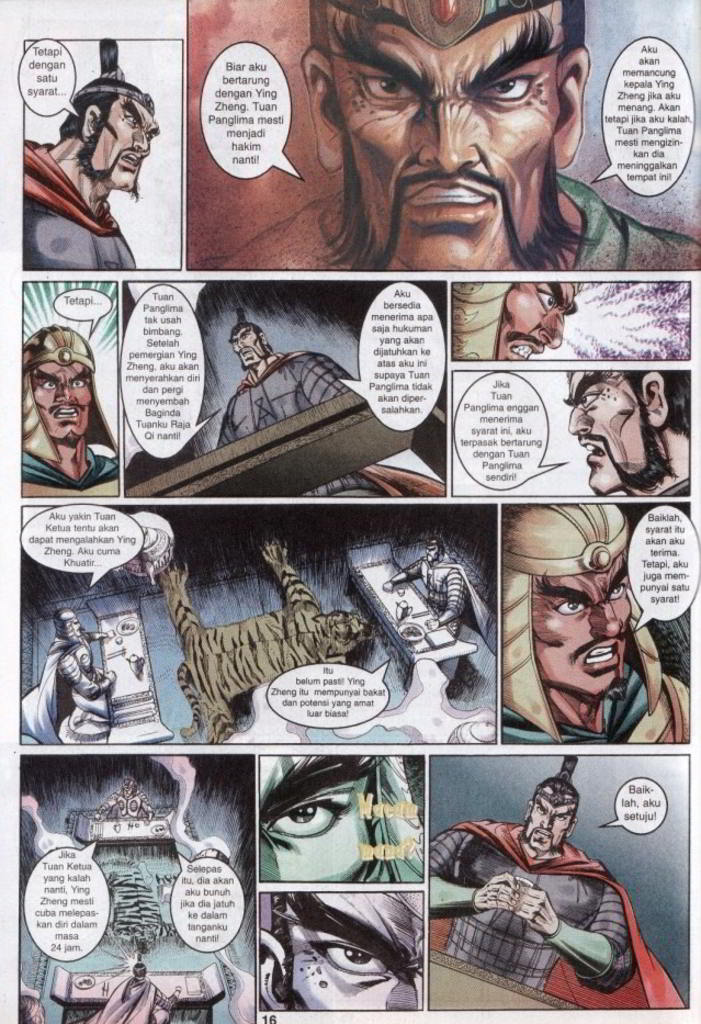 Tetapi
dengan
satu
syarat...
Biar aku
bertarung
dengan Ying
Zheng. Tuan
Panglima mesti
menjadi
hakim
nanti!
Aku
akan
memancung
kepala Ying
Zheng jika aku
menang. Akan
tetapi jika aku kalah,
Tuan Panglima
mesti mengizin-
kan dia
meninggalkan
tempat ini!
Tetapi...
Tuan
Panglima
tak usah
bimbang.
Setelah
pemergian Ying
Zheng, aku akan
menyerahkan diri
dan pergi
menyembah
Baginda
Tuanku Raja
Qi nanti!
Aku
bersedia
menerima apa
saja hukuman
yang akan
dijatuhkan ke
atas aku ini
supaya Tuan
Panglima tidak
akan diper-
salahkan.
Jika
Tuan
Panglima enggan
menerima
syarat ini, aku
terpasak bertarung
dengan Tuan
Panglima
sendiri!
Aku yakin Tuan
Ketua tentu akan
dapat mengalahkan Ying
Zheng. Aku cuma
Khuatir...
Itu
belum pasti! Ying
Zheng itu mempunyai bakat
dan potensi yang amat
luar biasa!
Baiklah,
syarat itu
akan aku
terima.
Tetapi, aku
juga mem-
punyai satu
syarat!
Jika
Tuan Ketua
yang kalah
nanti, Ying
Zheng mesti
cuba melepas-
kan diri dalam
masa
24 jam.
Selepas
itu, dia akan
aku bunuh
jika dia jatuh
ke dalam
tanganku
nanti!
Baik-
lah, aku
setuju!
16